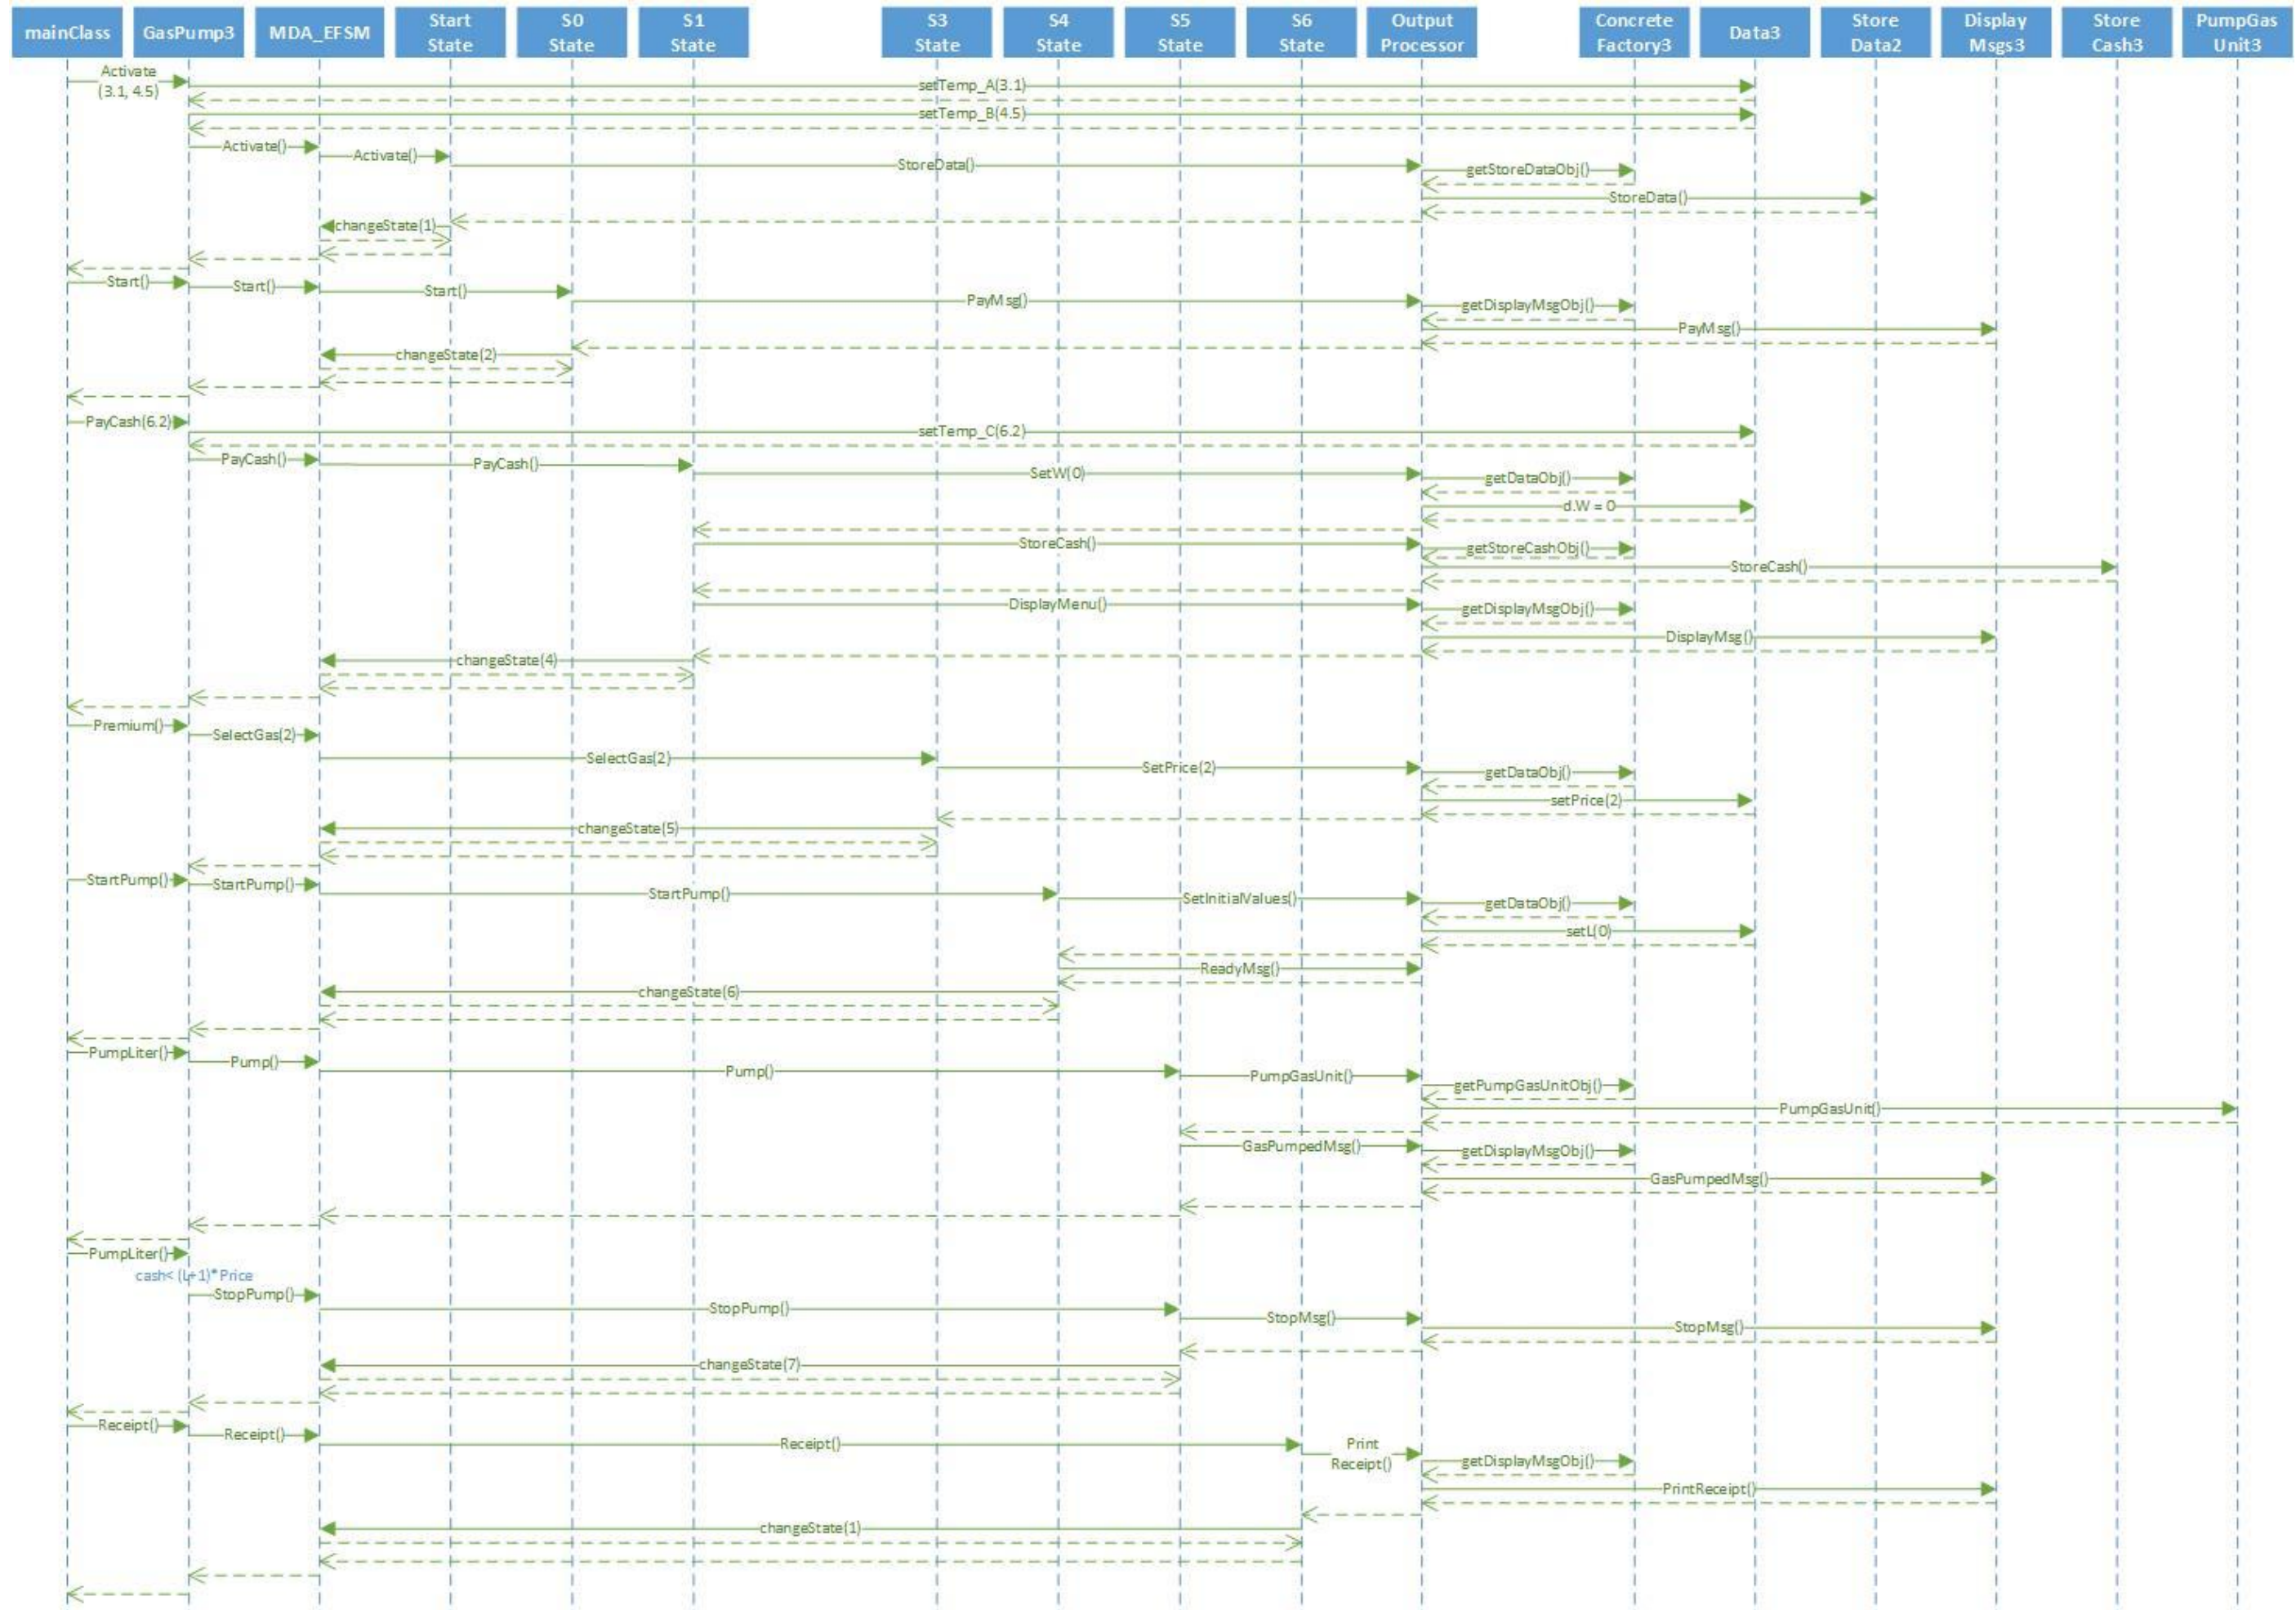 mainClass
GasPump3
MDA_EFSM
Start
State
S0
State
S1
State
S3
State
S4
State
S5
State
S6
State
Output
Processor
Concrete
Factory3
Data3
Store
Data2
Display
Msgs3
Store
Cash3
PumpGas
Unit3
Activate
(3.1, 4.5)
setTemp_A(3.1)
setTemp_B(4.5)
Activate()
Activate()
StoreData()
getStoreDataObj()
StoreData()
changeState(1)
Start()
Start()
Start()
PayMsg()
getDisplayMsgObj()
PayMsg()
changeState(2)
PayCash(6.2)
setTemp_C(6.2)
PayCash()
PayCash()
SetW(0)
getDataObj()
d.W = 0
StoreCash()
getStoreCashObj()
StoreCash()
DisplayMenu()
getDisplayMsgObj()
DisplayMsg()
changeState(4)
Premium()
SelectGas(2)
SelectGas(2)
SetPrice(2)
getDataObj()
setPrice(2)
changeState(5)
StartPump()
StartPump()
StartPump()
SetInitialValues()
getDataObj()
setL(0)
ReadyMsg()
changeState(6)
PumpLiter()
Pump()
Pump()
PumpGasUnit()
getPumpGasUnitObj()
PumpGasUnit()
GasPumpedMsg()
getDisplayMsgObj()
GasPumpedMsg()
PumpLiter()
cash< (L+1)*Price
StopPump()
StopPump()
StopMsg()
StopMsg()
changeState(7)
Receipt()
Receipt()
Receipt()
Print
Receipt()
getDisplayMsgObj()
PrintReceipt()
changeState(1)